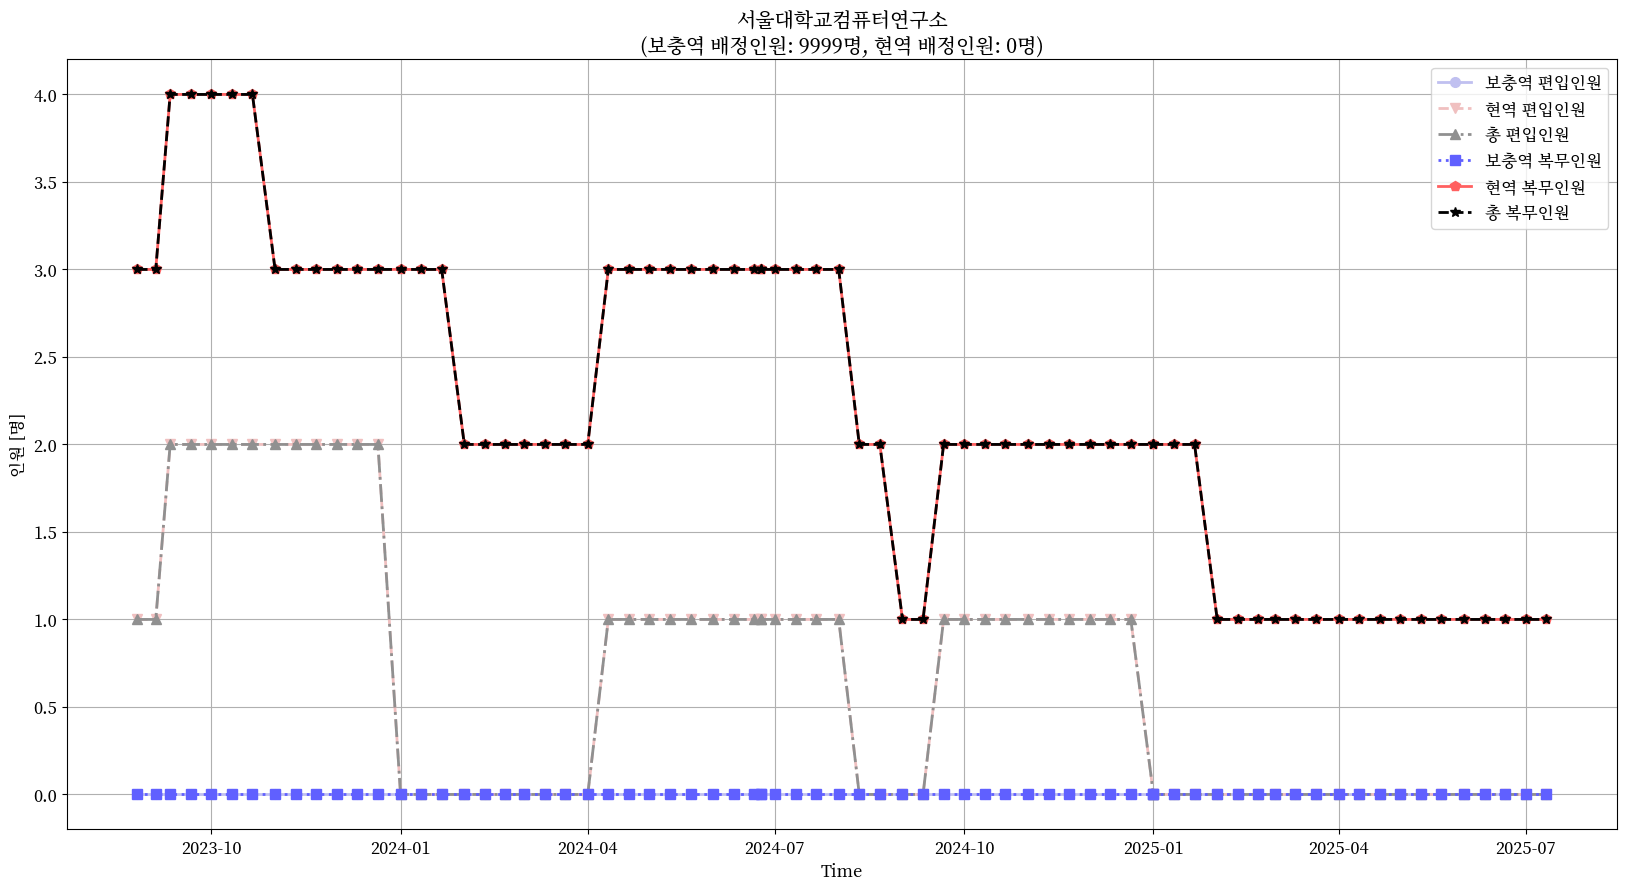 서울대학교컴퓨터연구소
(보충역 배정인원: 9999명, 현역 배정인원: 0명)
보충역 편입인원
현역 편입인원
총 편입인원
보충역 복무인원
현역 복무인원
총 복무인원
4.0
3.5
3.0
2.5
2.0
1.5
1.0
0.5
0.0
인원 [명]
2023-10
2024-01
2024-04
2024-07
2024-10
2025-01
2025-04
2025-07
Time